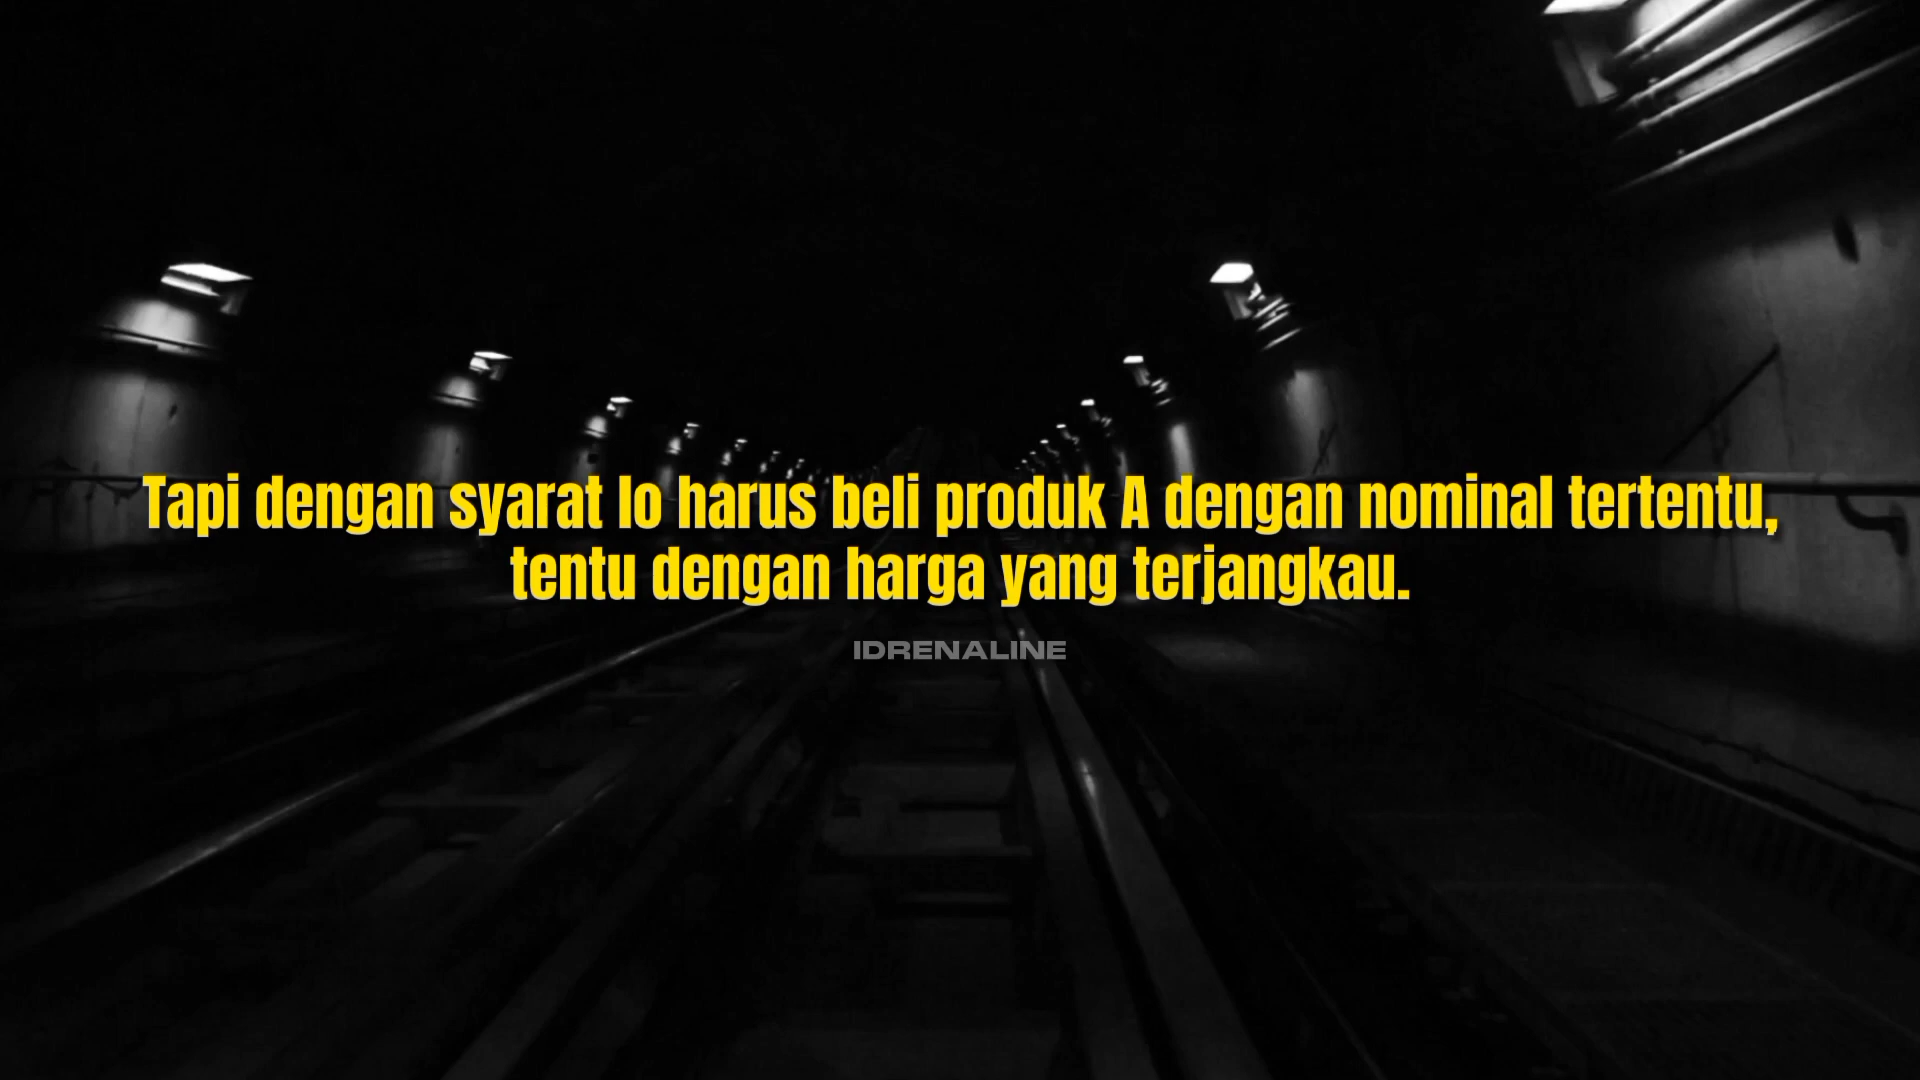 Tapi dengan syarat lo harus beli produk A dengan nominal tertentu,
tentu dengan harga yang terjangkau.
IDRENALINE